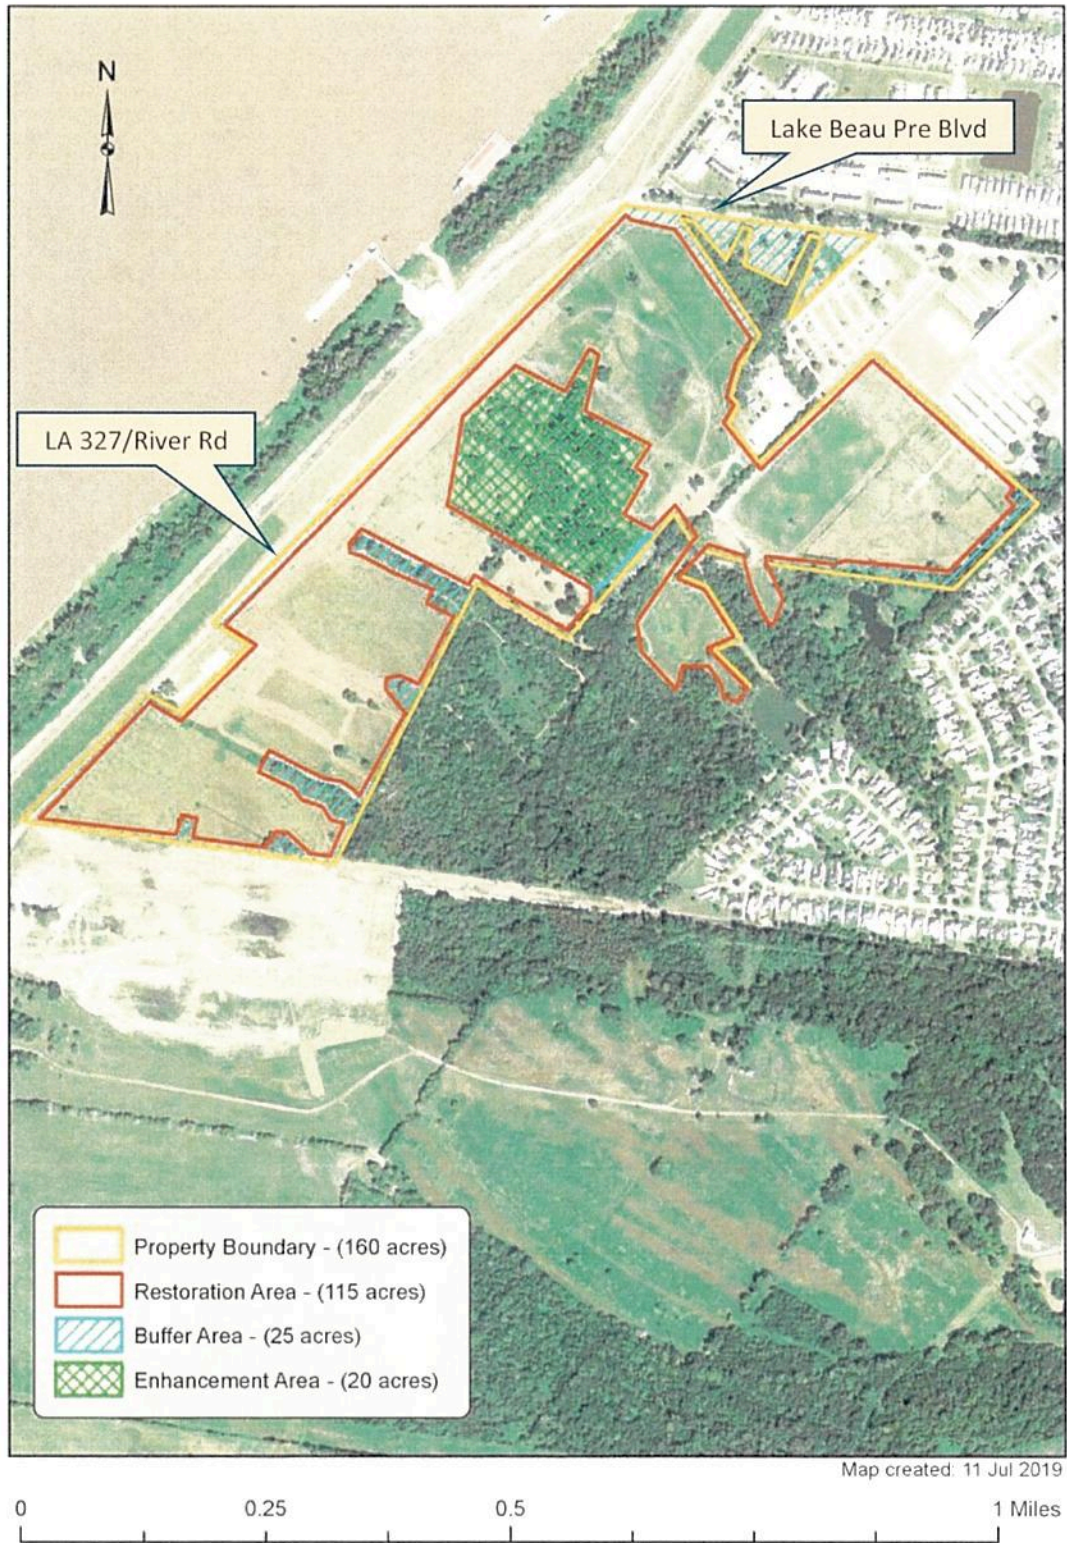 N
Lake Beau Pre Blvd
LA 327/River Rd
Property Boundary - (160 acres)
Restoration Area - (115 acres)
Buffer Area - (25 acres)
Enhancement Area - (20 acres)
Map created: 11 Jul 2019
0 0.25 0.5 1 Miles